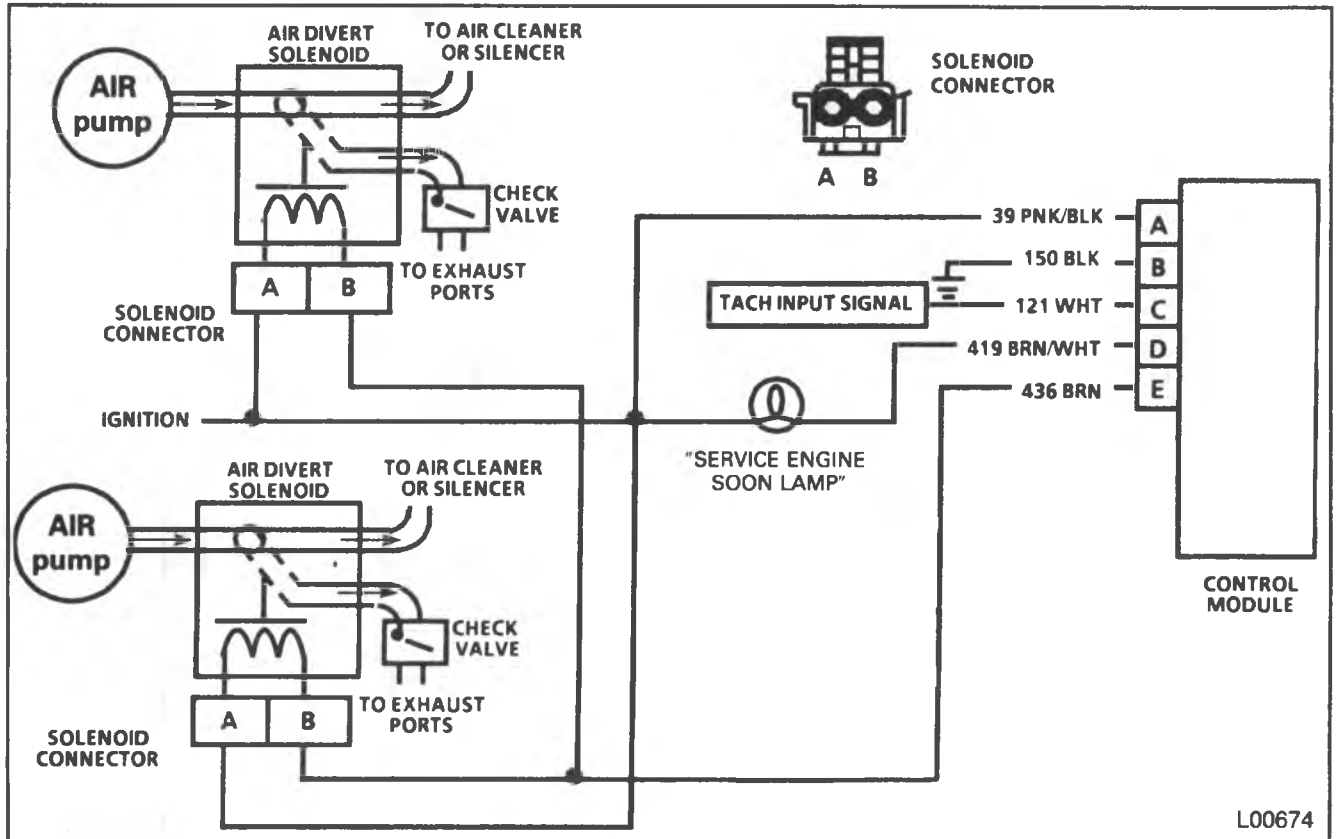 AIR DIVERT
SOLENOID
TO AIR CLEANER
OR SILENCER
AIR
pump
CHECK
VALVE
TO EXHAUST
PORTS
A B
SOLENOID
CONNECTOR
SOLENOID
CONNECTOR
A B
39 PNK/BLK A
150 BLK B
TACH INPUT SIGNAL 121 WHT C
419 BRN/WHT D
436 BRN E
IGNITION
"SERVICE ENGINE
SOON LAMP"
CONTROL
MODULE
AIR DIVERT
SOLENOID
TO AIR CLEANER
OR SILENCER
AIR
pump
CHECK
VALVE
TO EXHAUST
PORTS
A B
SOLENOID
CONNECTOR
L00674